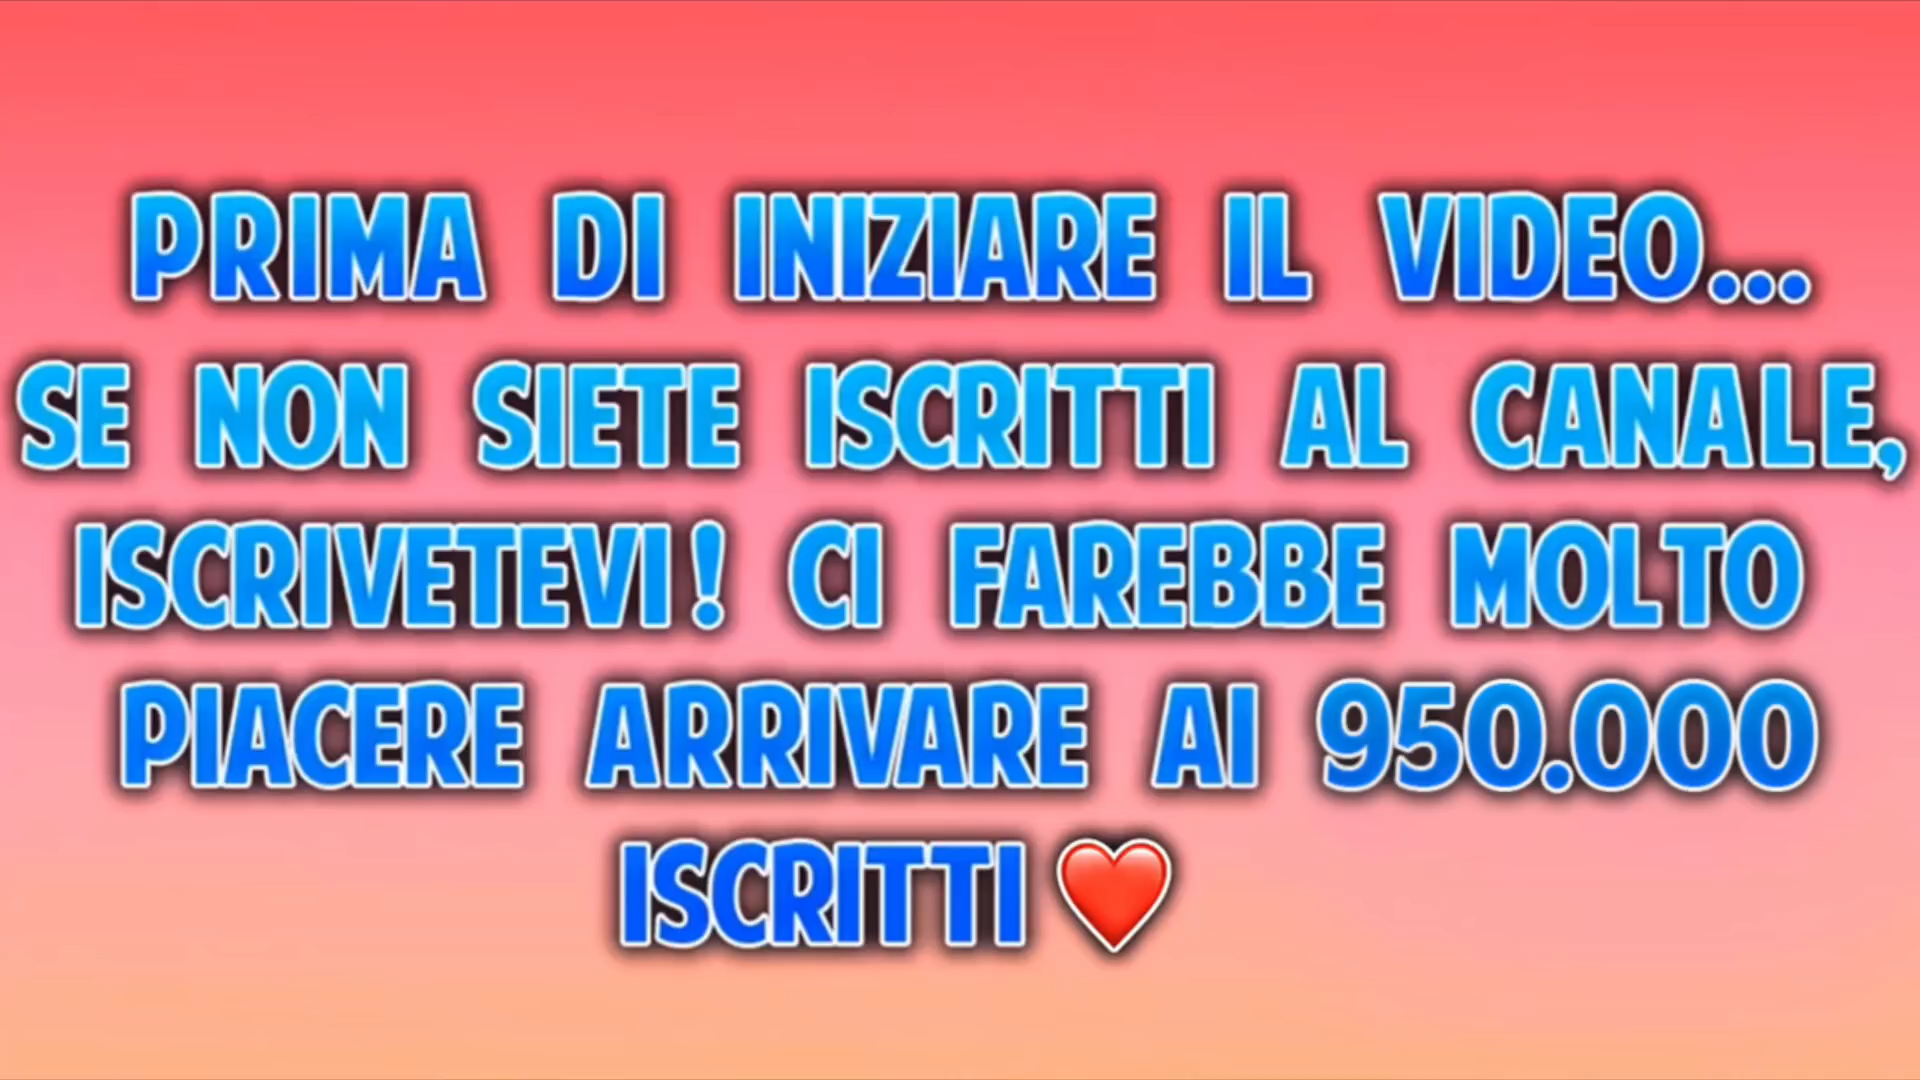 PRIMA DI INIZIARE IL VIDEO...
SE NON SIETE ISCRITTI AL CANALE,
ISCRIVETEVI! CI FAREBBE MOLTO
PIACERE ARRIVARE AI 950.000
ISCRITTI ❤️